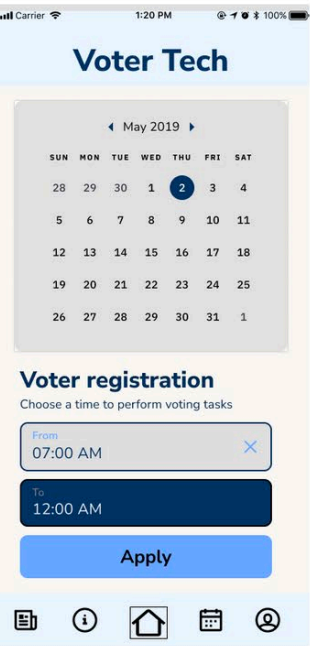 Carrier 1:20 PM 100%
Voter Tech
May 2019
SUN MON TUE WED THU FRI SAT
28 29 30 1 2 3 4
5 6 7 8 9 10 11
12 13 14 15 16 17 18
19 20 21 22 23 24 25
26 27 28 29 30 31 1
Voter registration
Choose a time to perform voting tasks
From
07:00 AM
To
12:00 AM
Apply